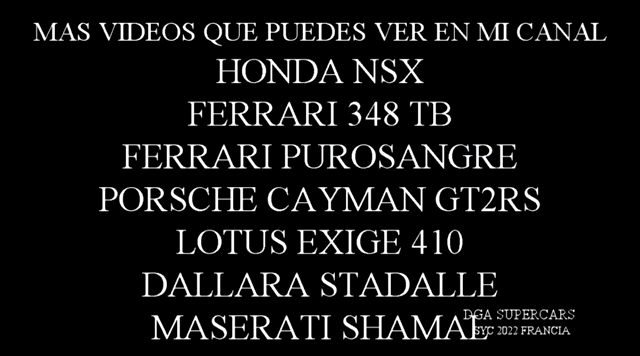 MAS VIDEOS QUE PUEDES VER EN MI CANAL
HONDA NSX
FERRARI 348 TB
FERRARI PUROSANGRE
PORSCHE CAYMAN GT2RS
LOTUS EXIGE 410
DALLARA STADALLE
MASERATI SHAMAL
DGA SUPERCARS
SYC 2022 FRANCIA